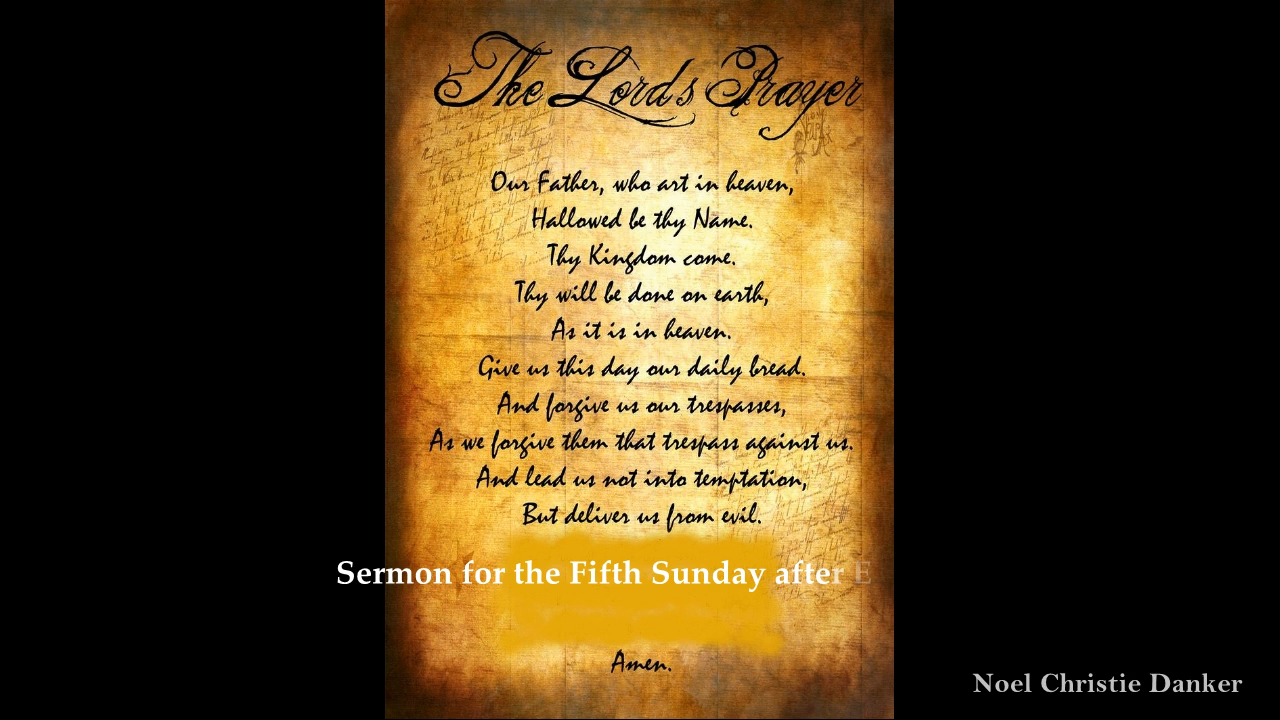 The Lord's Prayer
Our Father, who art in heaven,
Hallowed be thy Name.
Thy Kingdom come.
Thy will be done on earth,
As it is in heaven.
Give us this day our daily bread.
And forgive us our trespasses,
As we forgive them that trespass against us.
And lead us not into temptation,
But deliver us from evil.
Sermon for the Fifth Sunday after E
Amen.
Noel Christie Danker